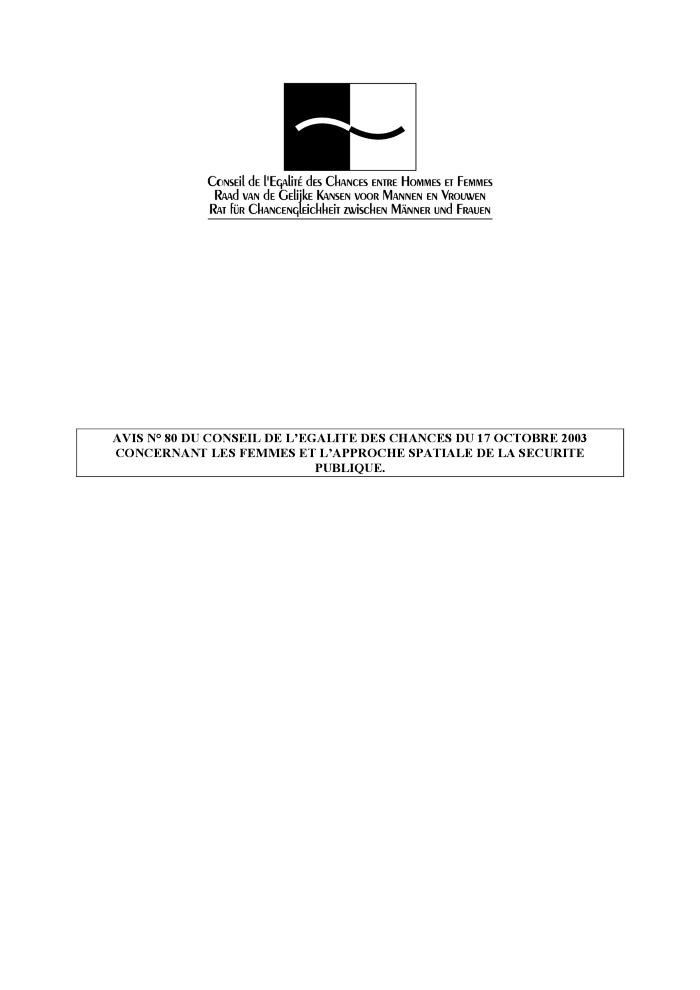 Conseil de l'Egalité des Chances entre Hommes et Femmes
Raad van de Gelijke Kansen voor Mannen en Vrouwen
Rat für Chancengleichheit zwischen Männer und Frauen
AVIS N° 80 DU CONSEIL DE L’EGALITE DES CHANCES DU 17 OCTOBRE 2003
CONCERNANT LES FEMMES ET L’APPROCHE SPATIALE DE LA SECURITE
PUBLIQUE.